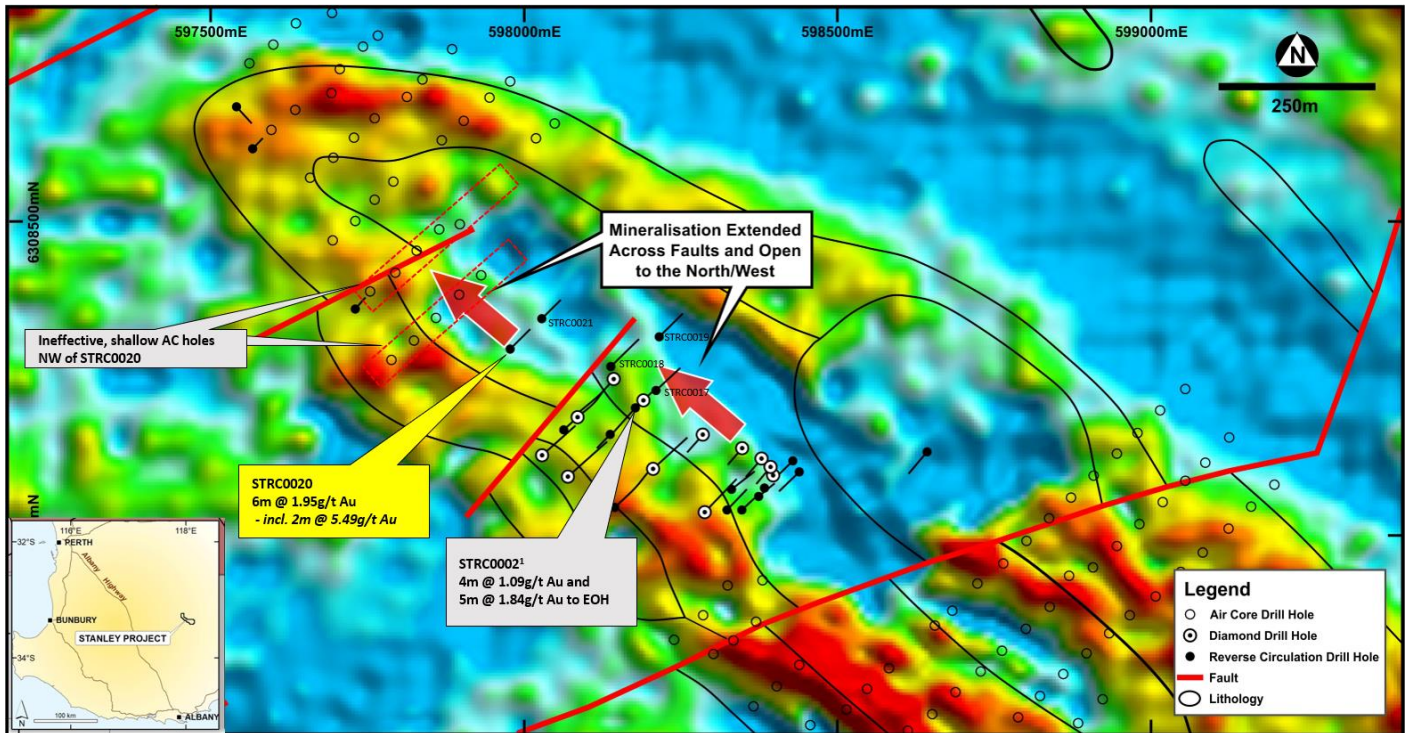 597500mE
598000mE
598500mE
599000mE
N
250m
6308500mN
Mineralisation Extended
Across Faults and Open
to the North/West
STRC0021
STRC0019
Ineffective, shallow AC holes
NW of STRC0020
STRC0018
STRC0017
STRC0020
6m @ 1.95g/t Au
- incl. 2m @ 5.49g/t Au
mN
STRC0002¹
4m @ 1.09g/t Au and
5m @ 1.84g/t Au to EOH
116°E
118°E
32°S
PERTH
Albany Highway
BUNBURY
STANLEY PROJECT
34°S
100 km
N
ALBANY
Legend
Air Core Drill Hole
Diamond Drill Hole
Reverse Circulation Drill Hole
Fault
Lithology